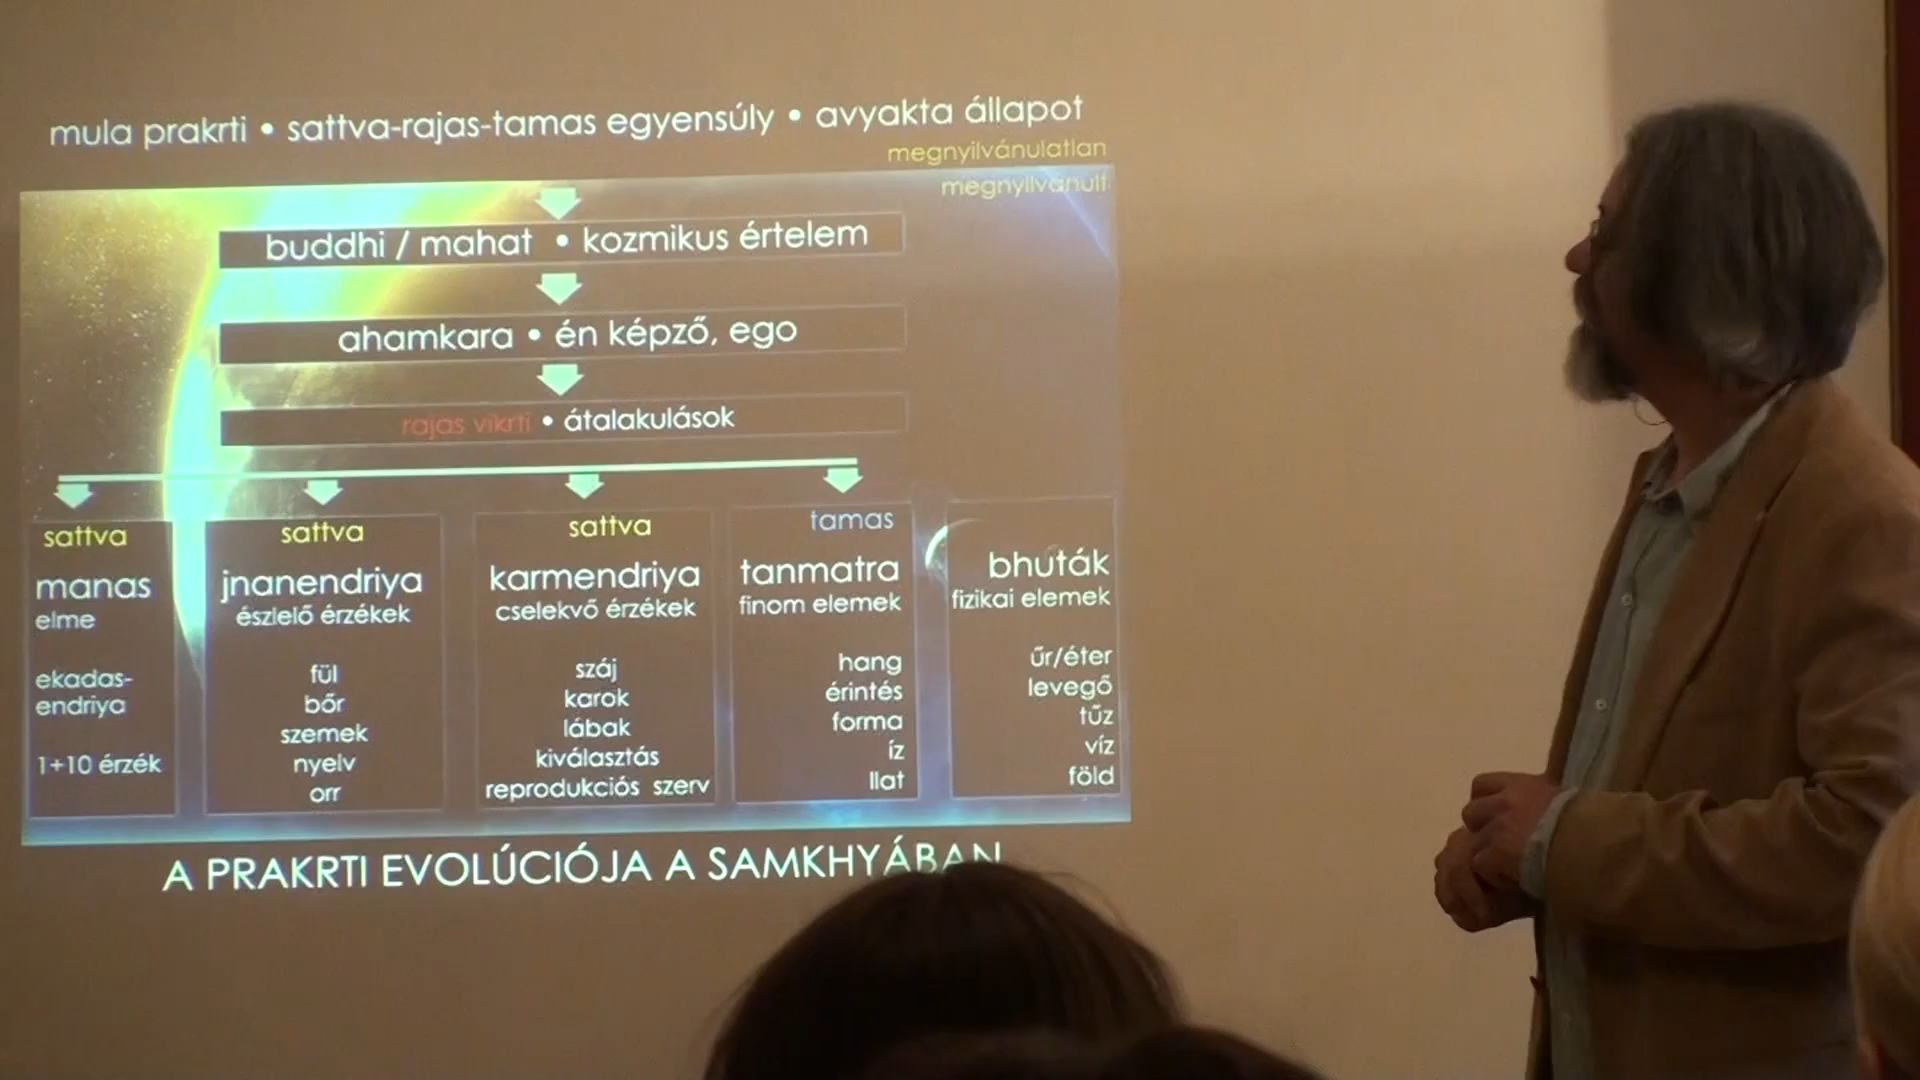 mula prakrti • sattva-rajas-tamas egyensúly • avyakta állapot
megnyilvánulatlan
megnyilvánult
buddhi / mahat • kozmikus értelem
ahamkara • én képző, ego
rajas vikrti • átalakulások
sattva
manas
elme
ekadas-
endriya
1+10 érzék
sattva
jnanendriya
észlelő érzékek
fül
bőr
szemek
nyelv
orr
sattva
karmendriya
cselekvő érzékek
száj
karok
lábak
kiválasztás
reprodukciós szerv
tamas
tanmatra
finom elemek
hang
érintés
forma
íz
Ilat
bhuták
fizikai elemek
űr/éter
levegő
tűz
víz
föld
A PRAKRTI EVOLÚCIÓJA A SAMKHYÁBAN